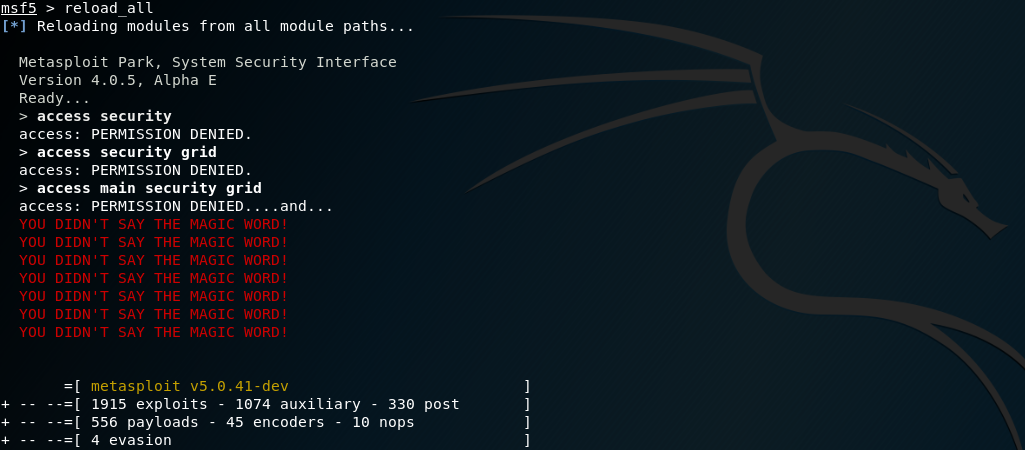 msf5 > reload_all
[*] Reloading modules from all module paths...
Metasploit Park, System Security Interface
Version 4.0.5, Alpha E
Ready...
> access security
access: PERMISSION DENIED.
> access security grid
access: PERMISSION DENIED.
> access main security grid
access: PERMISSION DENIED....and...
YOU DIDN'T SAY THE MAGIC WORD!
YOU DIDN'T SAY THE MAGIC WORD!
YOU DIDN'T SAY THE MAGIC WORD!
YOU DIDN'T SAY THE MAGIC WORD!
YOU DIDN'T SAY THE MAGIC WORD!
YOU DIDN'T SAY THE MAGIC WORD!
YOU DIDN'T SAY THE MAGIC WORD!
=[ metasploit v5.0.41-dev ]
+ -- --=[ 1915 exploits - 1074 auxiliary - 330 post ]
+ -- --=[ 556 payloads - 45 encoders - 10 nops ]
+ -- --=[ 4 evasion ]